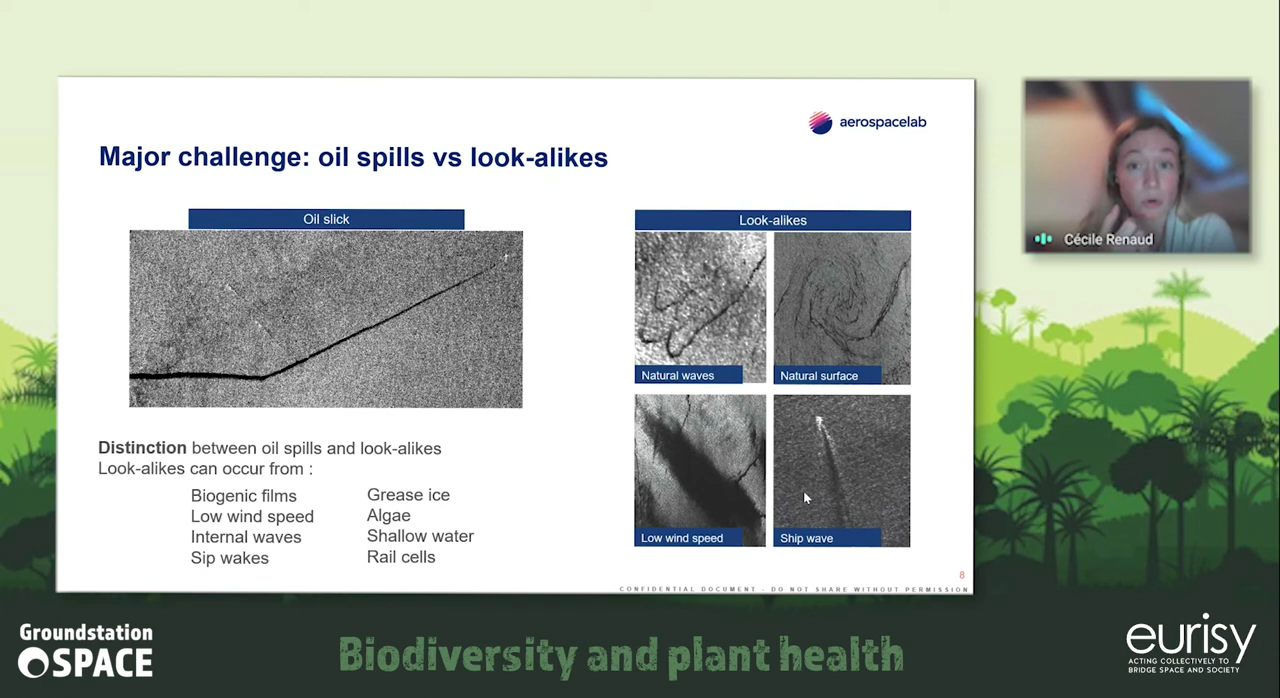 aerospacelab
Major challenge: oil spills vs look-alikes
Oil slick
Look-alikes
Natural waves
Natural surface
Low wind speed
Ship wave
Distinction between oil spills and look-alikes
Look-alikes can occur from :
Biogenic films
Low wind speed
Internal waves
Sip wakes
Grease ice
Algae
Shallow water
Rail cells
8
CONFIDENTIAL DOCUMENT - DO NOT SHARE WITHOUT PERMISSION
Cécile Renaud
Groundstation
SPACE
Biodiversity and plant health
eurisy
ACTING COLLECTIVELY TO
BRIDGE SPACE AND SOCIETY